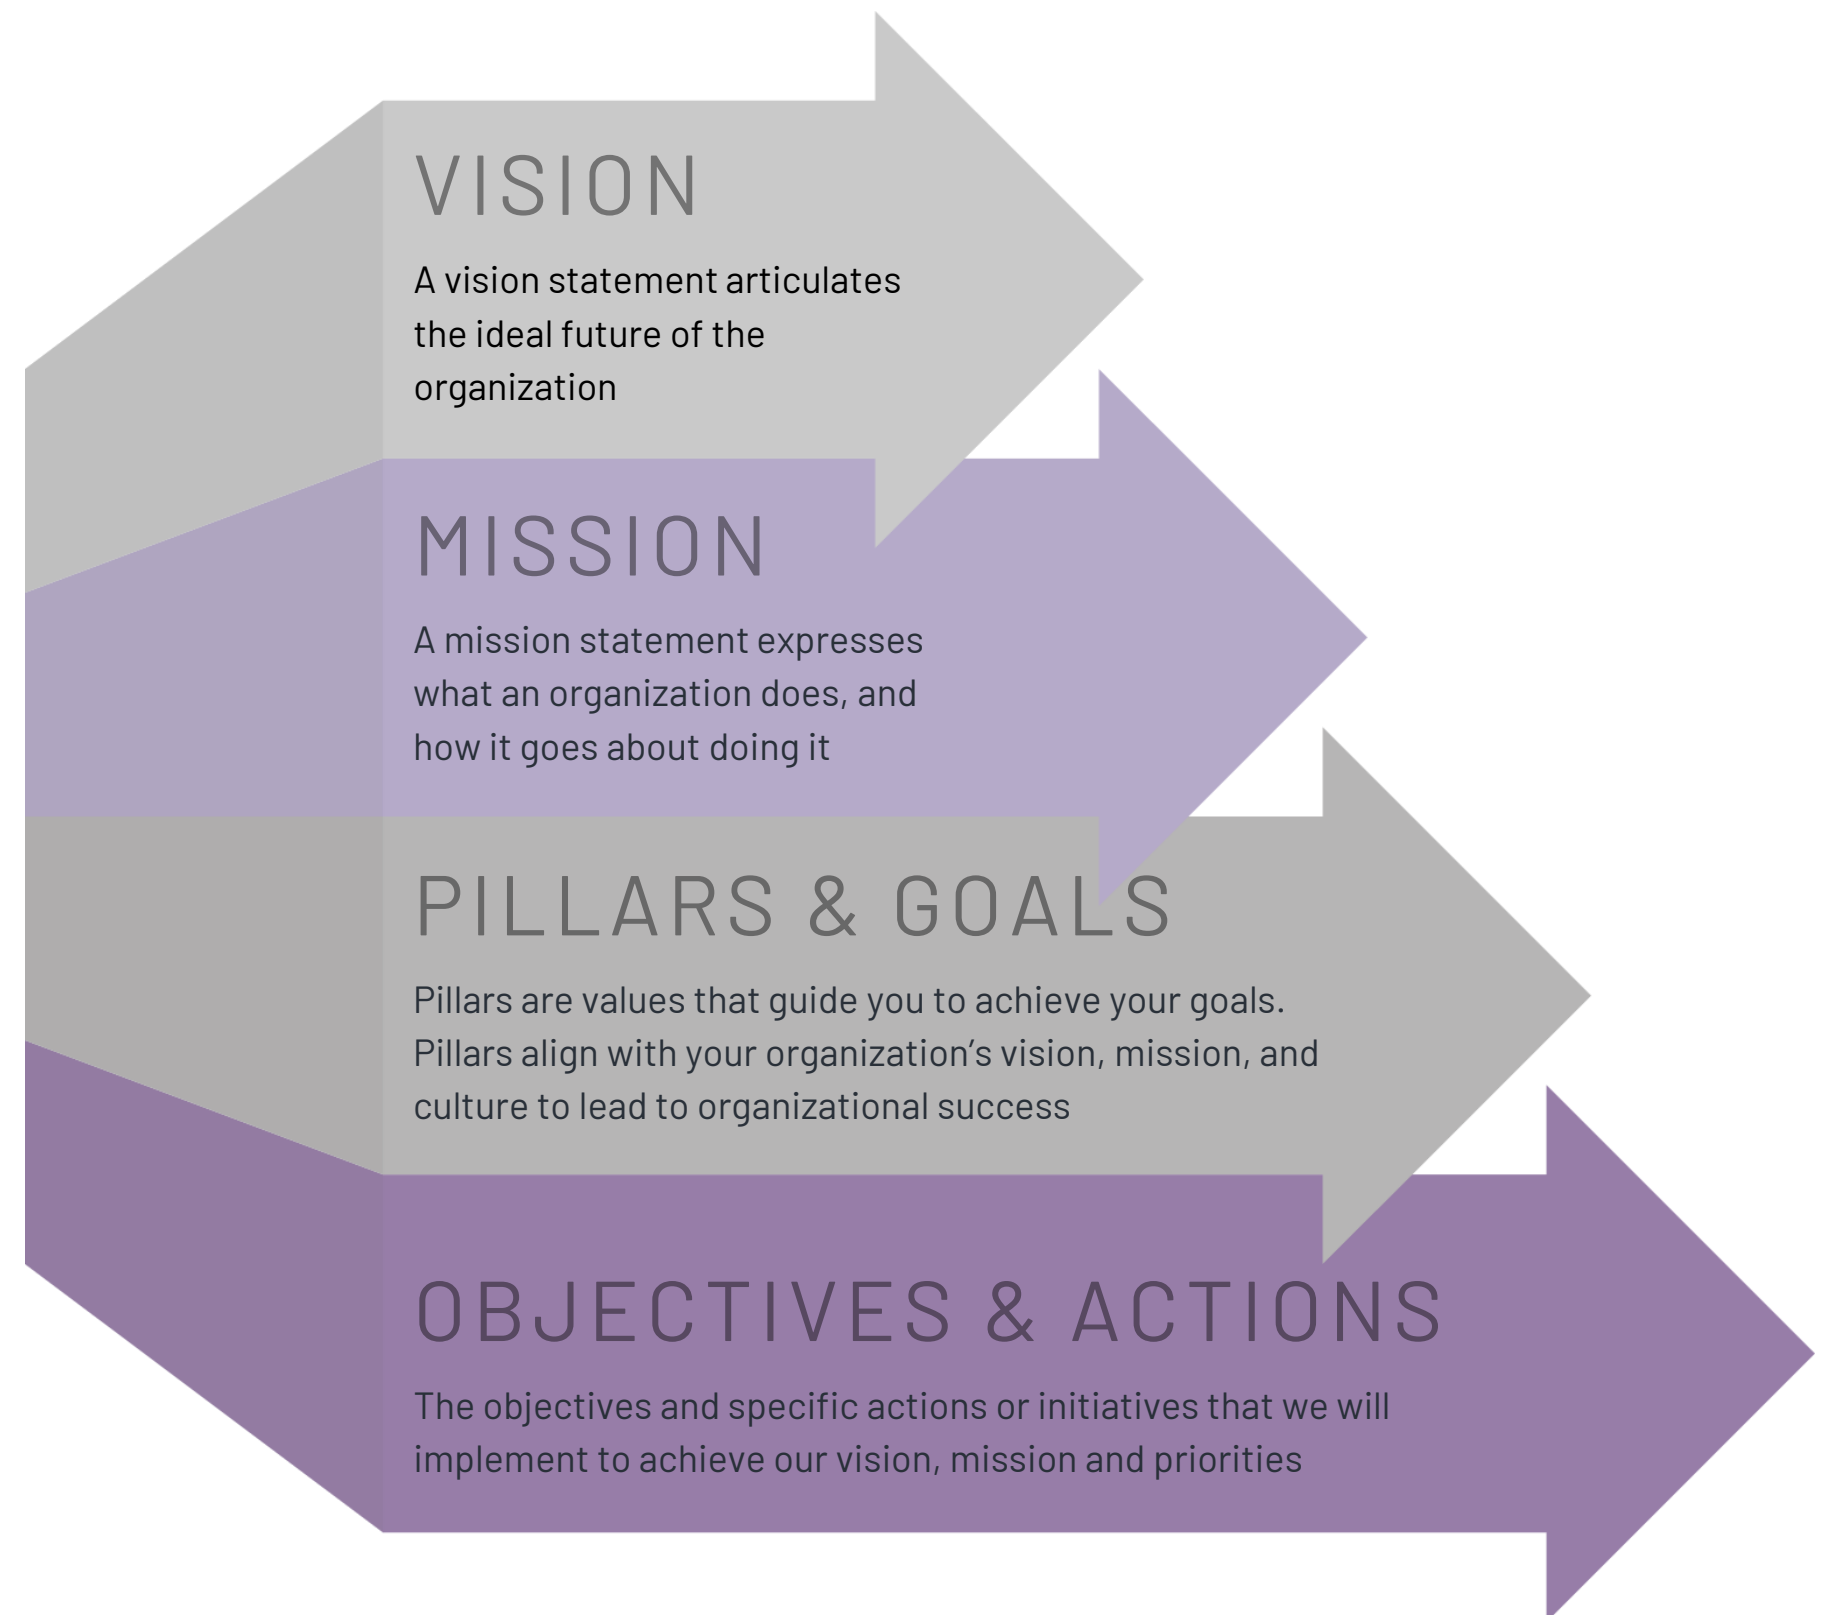 VISION
A vision statement articulates
the ideal future of the
organization
MISSION
A mission statement expresses
what an organization does, and
how it goes about doing it
PILLARS & GOALS
Pillars are values that guide you to achieve your goals.
Pillars align with your organization’s vision, mission, and
culture to lead to organizational success
OBJECTIVES & ACTIONS
The objectives and specific actions or initiatives that we will
implement to achieve our vision, mission and priorities